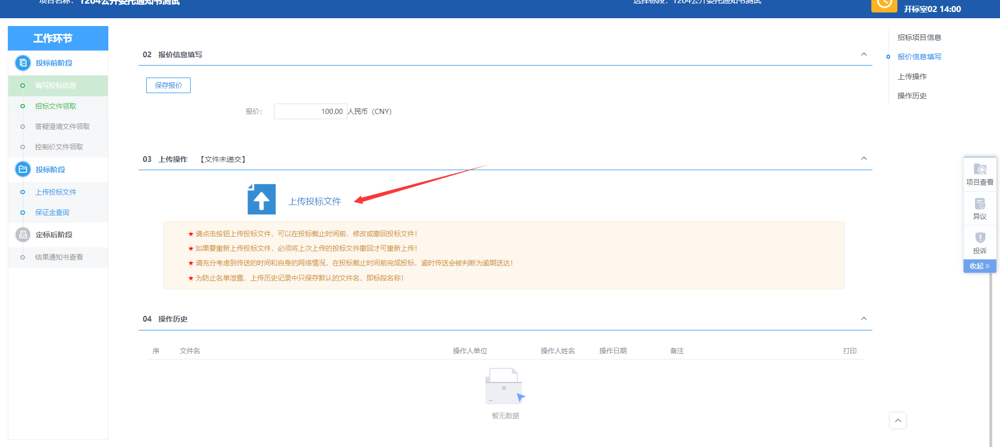 项目名称: 1204公开委托通知书测试
选择标段: 1204公开委托通知书测试
开标室02 14:00
工作环节
投标前阶段
填写投标信息
招标文件领取
答疑澄清文件领取
控制价文件领取
投标阶段
上传投标文件
保证金查询
定标后阶段
结果通知书查看
02 报价信息填写
保存报价
报价: 100.00 人民币（CNY）
03 上传操作 【文件未递交】
上传投标文件
★ 请点击按钮上传投标文件，可以在投标截止时间前，修改或撤回投标文件！
★ 如果要重新上传投标文件，必须将上次上传的投标文件撤回才可重新上传！
★ 请充分考虑到传送的时间和自身的网络情况，在投标截止时间前完成投标，逾时传送会被判断为逾期送达！
★ 为防止名单泄露，上传历史记录中只保存默认的文件名，即标段名称！
04 操作历史
序 文件名 操作人单位 操作人姓名 操作日期 备注 打印
暂无数据
招标项目信息
报价信息填写
上传操作
操作历史
项目查看
异议
投诉
收起 »